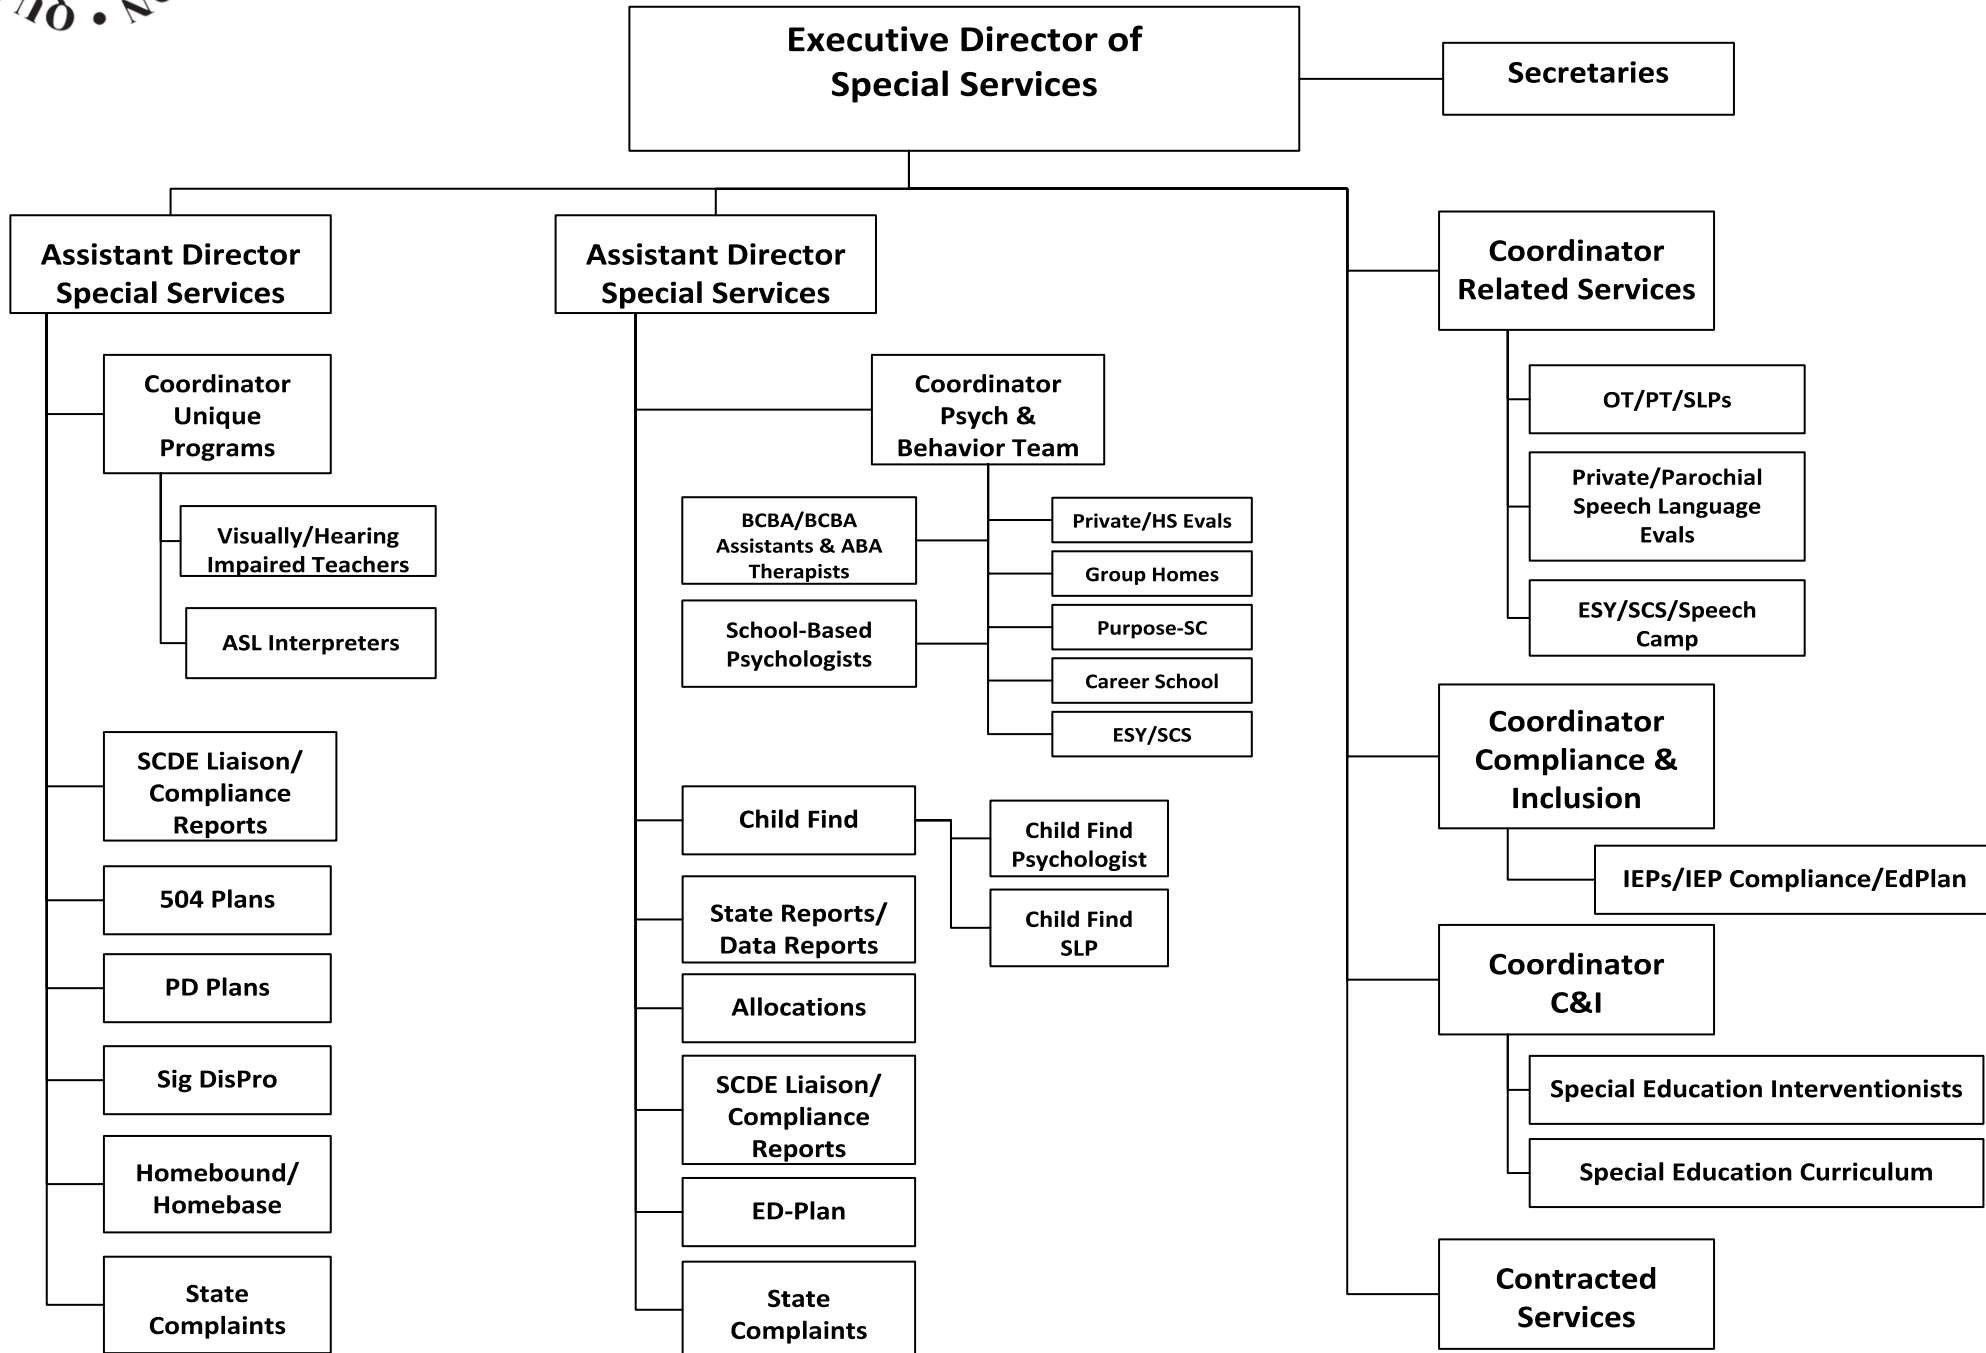 Executive Director of
Special Services
Secretaries
Assistant Director
Special Services
Coordinator
Unique
Programs
Visually/Hearing
Impaired Teachers
ASL Interpreters
SCDE Liaison/
Compliance
Reports
504 Plans
PD Plans
Sig DisPro
Homebound/
Homebase
State
Complaints
Assistant Director
Special Services
Coordinator
Psych &
Behavior Team
BCBA/BCBA
Assistants & ABA
Therapists
School-Based
Psychologists
Private/HS Evals
Group Homes
Purpose-SC
Career School
ESY/SCS
Child Find
Child Find
Psychologist
Child Find
SLP
State Reports/
Data Reports
Allocations
SCDE Liaison/
Compliance
Reports
ED-Plan
State
Complaints
Coordinator
Related Services
OT/PT/SLPs
Private/Parochial
Speech Language
Evals
ESY/SCS/Speech
Camp
Coordinator
Compliance &
Inclusion
IEPs/IEP Compliance/EdPlan
Coordinator
C&I
Special Education Interventionists
Special Education Curriculum
Contracted
Services